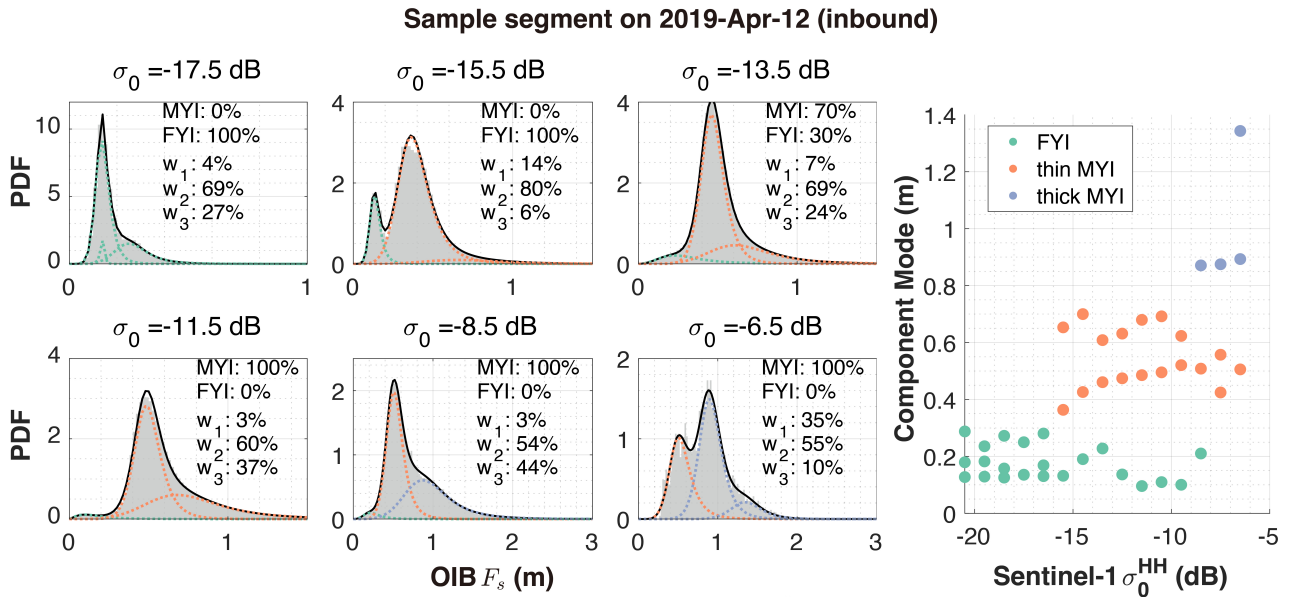 Sample segment on 2019-Apr-12 (inbound)
σ0 =-17.5 dB
MYI: 0%
FYI: 100%
w1: 4%
w2: 69%
w3: 27%
PDF
10
5
0
0 1
σ0 =-15.5 dB
MYI: 0%
FYI: 100%
w1: 14%
w2: 80%
w3: 6%
4
2
0
0 1
σ0 =-13.5 dB
MYI: 70%
FYI: 30%
w1: 7%
w2: 69%
w3: 24%
4
2
0
0 1
σ0 =-11.5 dB
MYI: 100%
FYI: 0%
w1: 3%
w2: 60%
w3: 37%
PDF
4
2
0
0 1
σ0 =-8.5 dB
MYI: 100%
FYI: 0%
w1: 3%
w2: 54%
w3: 44%
2
1
0
0 1 2 3
OIB Fs (m)
σ0 =-6.5 dB
MYI: 100%
FYI: 0%
w1: 35%
w2: 55%
w3: 10%
2
1
0
0 1 2 3
FYI
thin MYI
thick MYI
Component Mode (m)
1.4
1.2
1
0.8
0.6
0.4
0.2
0
-20 -15 -10 -5
Sentinel-1 σ0HH (dB)